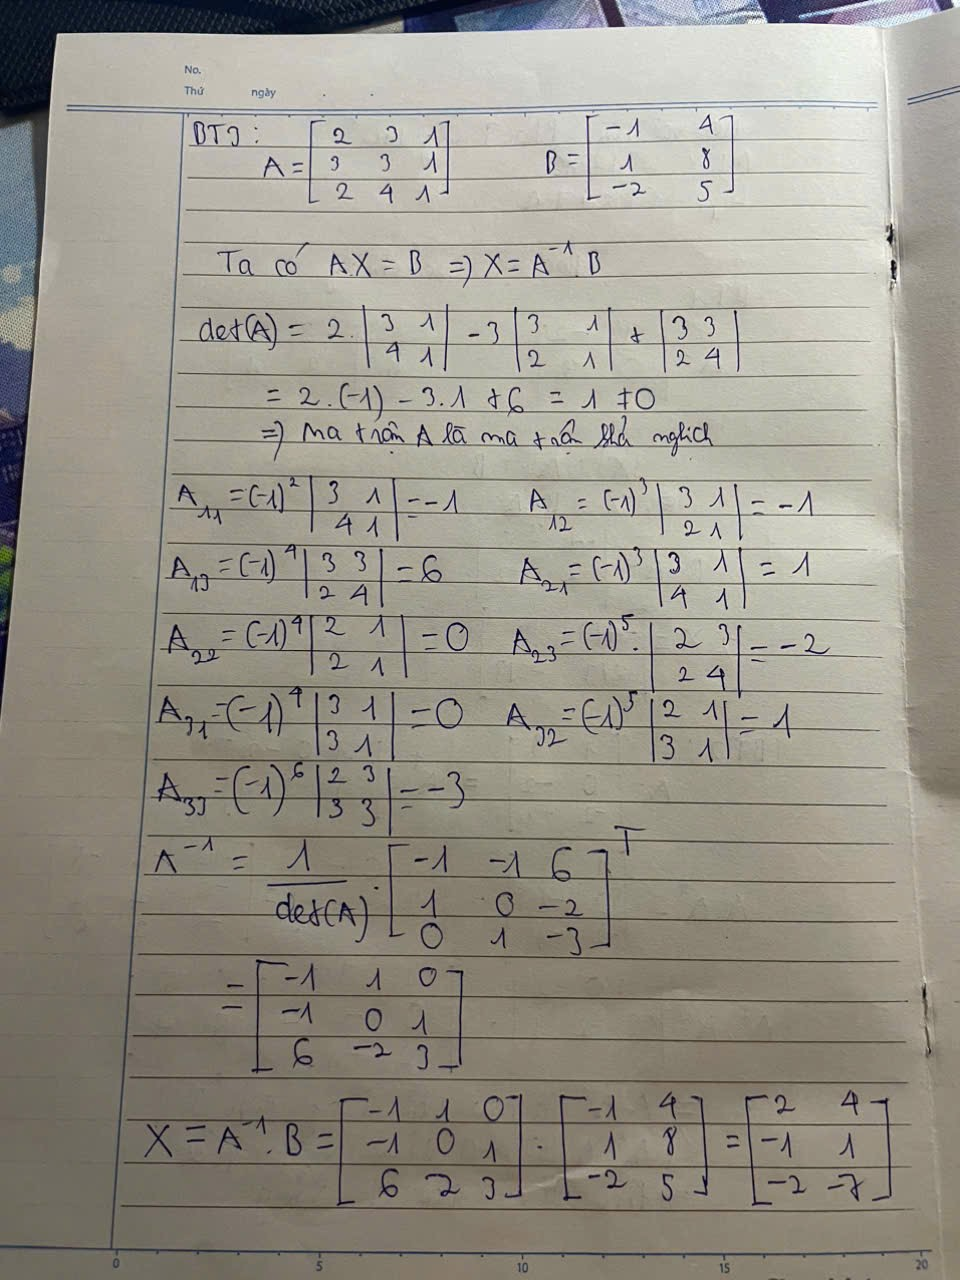 No.
Thứ ngày . .
BT3: A = [2 3 1; 3 3 1; 2 4 1] B = [-1 4; 1 8; -2 5]
Ta có A.X = B => X = A^-1.B
det(A) = 2.|3 1; 4 1| - 3|3 1; 2 1| + |3 3; 2 4|
= 2.(-1) - 3.1 + 6 = 1 ≠ 0
=> ma trận A là ma trận khả nghịch
A11 = (-1)^2 |3 1; 4 1| = -1 A12 = (-1)^3 |3 1; 2 1| = -1
A13 = (-1)^4 |3 3; 2 4| = 6 A21 = (-1)^3 |3 1; 4 1| = 1
A22 = (-1)^4 |2 1; 2 1| = 0 A23 = (-1)^5. |2 3; 2 4| = -2
A31 = (-1)^4 |3 1; 3 1| = 0 A32 = (-1)^5 |2 1; 3 1| = 1
A33 = (-1)^6 |2 3; 3 3| = -3
A^-1 = 1/det(A) . [-1 -1 6; 1 0 -2; 0 1 -3]^T
= [-1 1 0; -1 0 1; 6 -2 3]
X = A^-1.B = [-1 1 0; -1 0 1; 6 2 3] . [-1 4; 1 8; -2 5] = [2 4; -1 1; -2 -7]
0 5 10 15 20